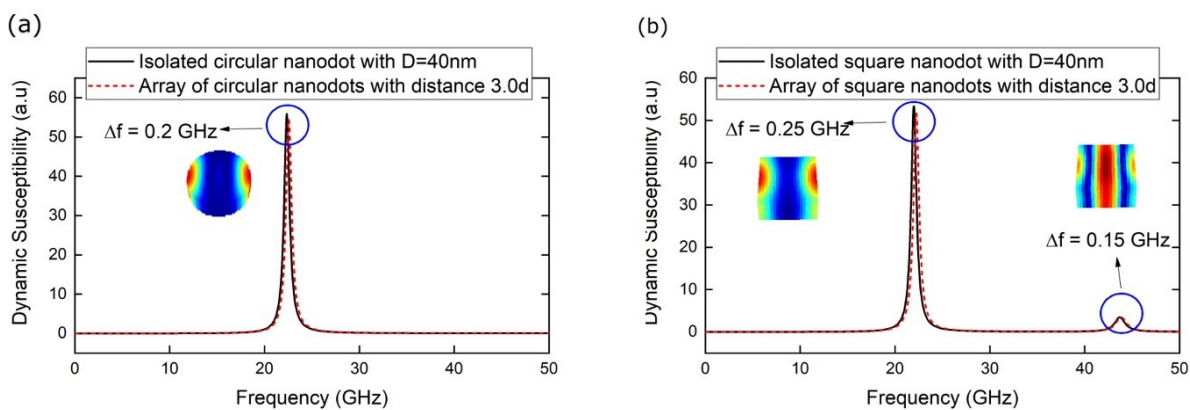 (a)
Isolated circular nanodot with D=40nm
Array of circular nanodots with distance 3.0d
Δf = 0.2 GHz
Dynamic Susceptibility (a.u)
60
50
40
30
20
10
0
0 10 20 30 40 50
Frequency (GHz)
(b)
Isolated square nanodot with D=40nm
Array of square nanodots with distance 3.0d
Δf = 0.25 GHz
Δf = 0.15 GHz
Dynamic Susceptibility (a.u)
60
50
40
30
20
10
0
0 10 20 30 40 50
Frequency (GHz)